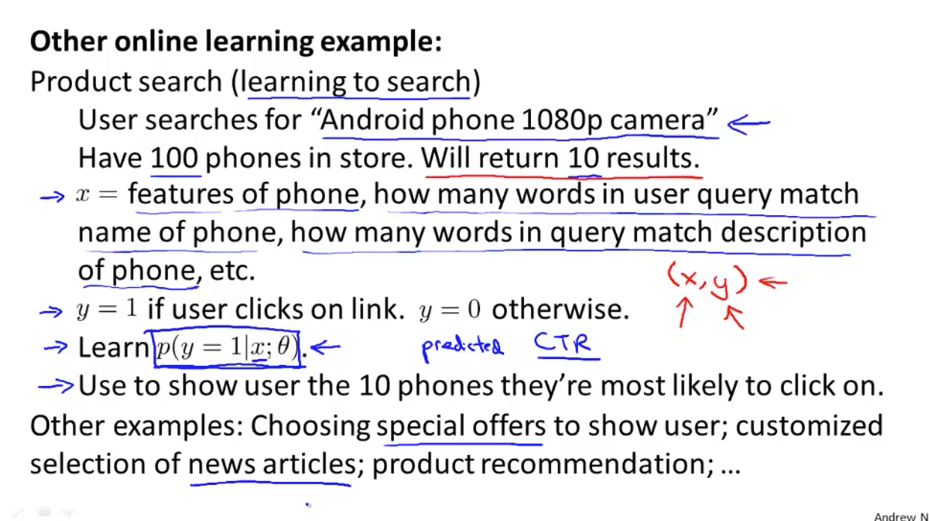 Other online learning example:
Product search (learning to search)
User searches for “Android phone 1080p camera”
Have 100 phones in store. Will return 10 results.
x = features of phone, how many words in user query match
name of phone, how many words in query match description
of phone, etc.
(x, y)
y = 1 if user clicks on link. y = 0 otherwise.
Learn p(y = 1|x; θ). predicted CTR
Use to show user the 10 phones they’re most likely to click on.
Other examples: Choosing special offers to show user; customized
selection of news articles; product recommendation; ...
Andrew N